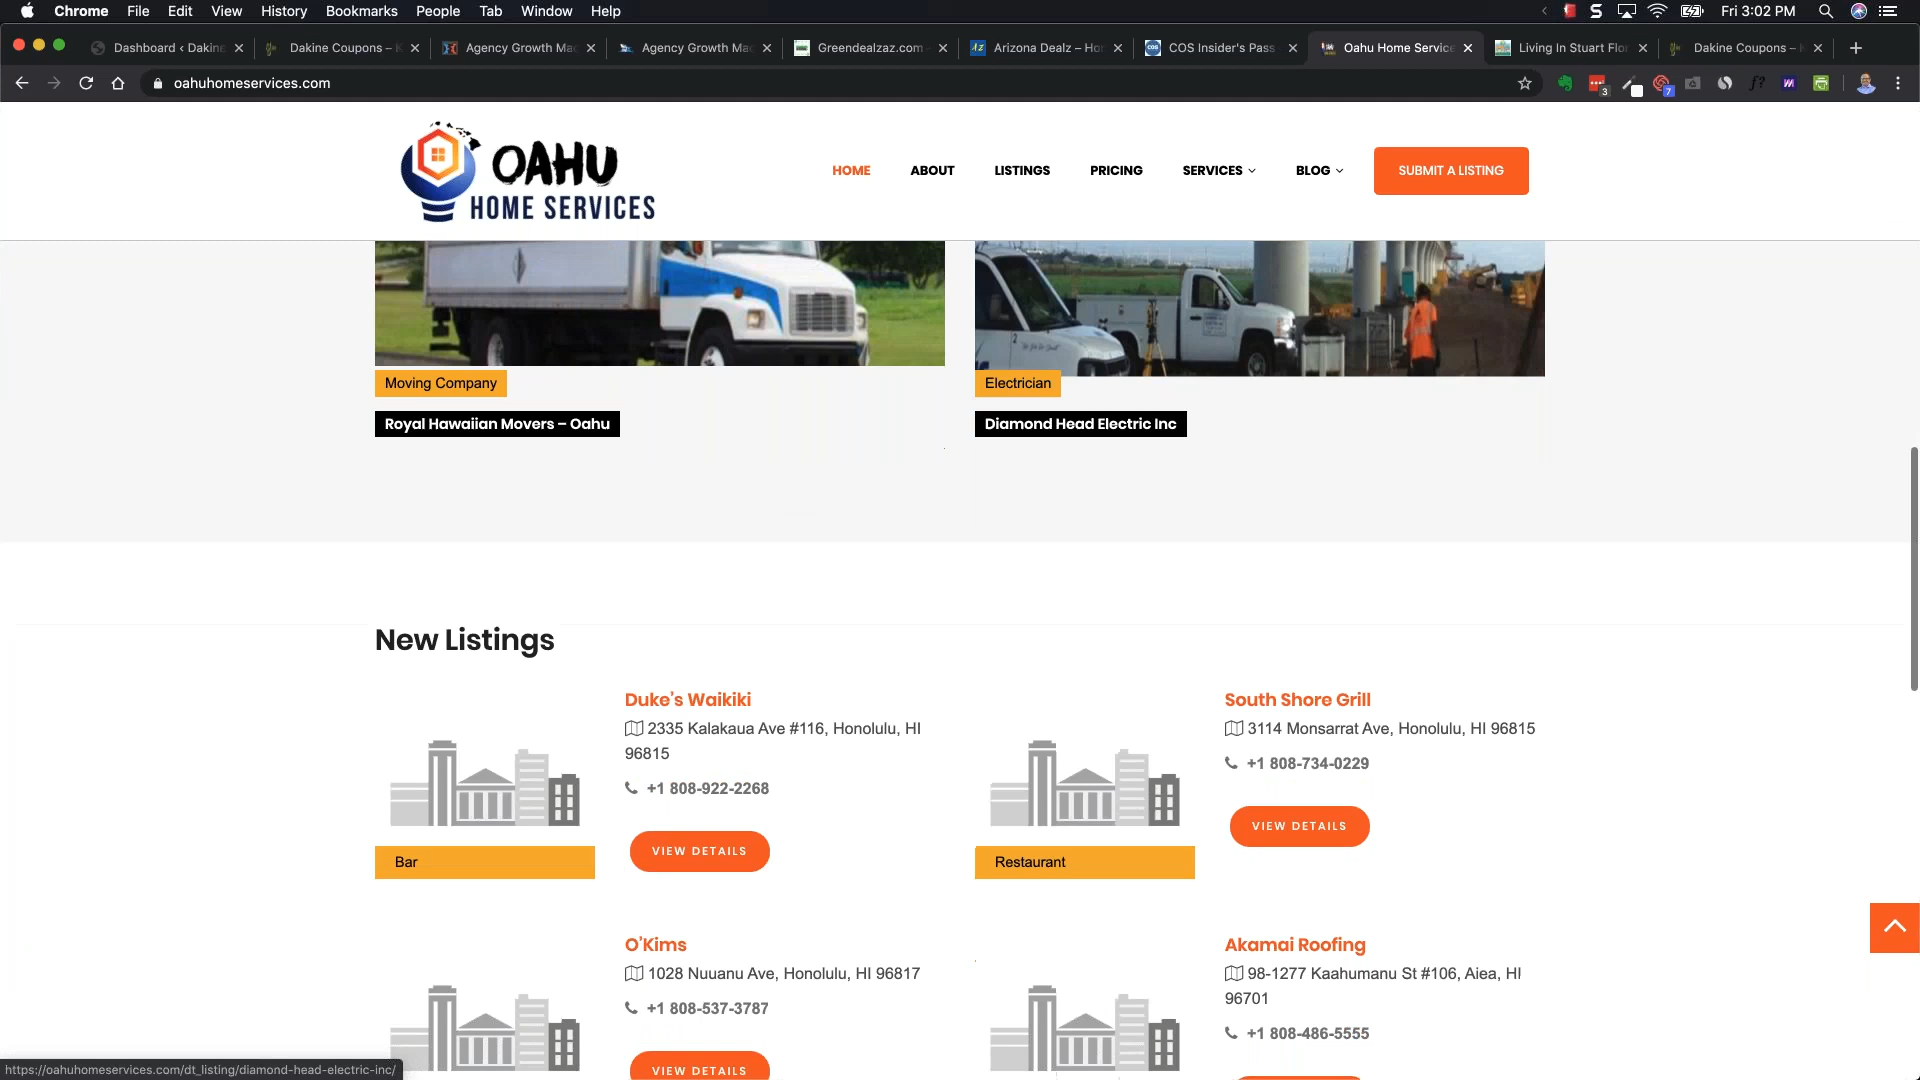 Chrome File Edit View History Bookmarks People Tab Window Help Fri 3:02 PM
Dashboard ‹ Dakine Dakine Coupons – Agency Growth Mac Agency Growth Mac Greendealzaz.com Arizona Dealz – Ho COS Insider's Pass Oahu Home Service Living In Stuart Flor Dakine Coupons –
oahuhomeservices.com
3 7 f?
OAHU
HOME SERVICES
HOME ABOUT LISTINGS PRICING SERVICES BLOG SUBMIT A LISTING
Moving Company
Royal Hawaiian Movers – Oahu
Electrician
Diamond Head Electric Inc
New Listings
Duke's Waikiki
2335 Kalakaua Ave #116, Honolulu, HI
96815
+1 808-922-2268
VIEW DETAILS
Bar
South Shore Grill
3114 Monsarrat Ave, Honolulu, HI 96815
+1 808-734-0229
VIEW DETAILS
Restaurant
O'Kims
1028 Nuuanu Ave, Honolulu, HI 96817
+1 808-537-3787
VIEW DETAILS
Akamai Roofing
98-1277 Kaahumanu St #106, Aiea, HI
96701
+1 808-486-5555
https://oahuhomeservices.com/dt_listing/diamond-head-electric-inc/